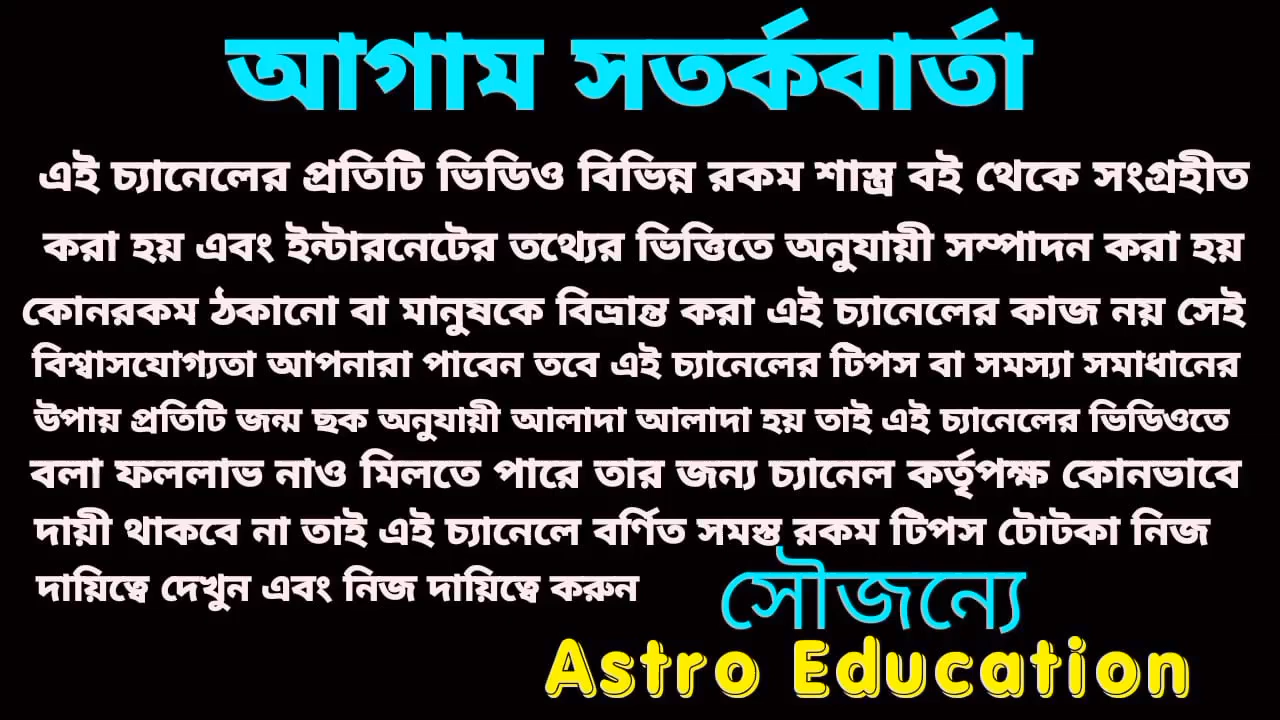 আগাম সতর্কবার্তা
এই চ্যানেলের প্রতিটি ভিডিও বিভিন্ন রকম শাস্ত্র বই থেকে সংগ্রহীত
করা হয় এবং ইন্টারনেটের তথ্যের ভিত্তিতে অনুযায়ী সম্পাদন করা হয়
কোনরকম ঠকানো বা মানুষকে বিভ্রান্ত করা এই চ্যানেলের কাজ নয় সেই
বিশ্বাসযোগ্যতা আপনারা পাবেন তবে এই চ্যানেলের টিপস বা সমস্যা সমাধানের
উপায় প্রতিটি জন্ম ছক অনুযায়ী আলাদা আলাদা হয় তাই এই চ্যানেলের ভিডিওতে
বলা ফললাভ নাও মিলতে পারে তার জন্য চ্যানেল কর্তৃপক্ষ কোনভাবে
দায়ী থাকবে না তাই এই চ্যানেলে বর্ণিত সমস্ত রকম টিপস টোটকা নিজ
দায়িত্বে দেখুন এবং নিজ দায়িত্বে করুন
সৌজন্যে
Astro Education